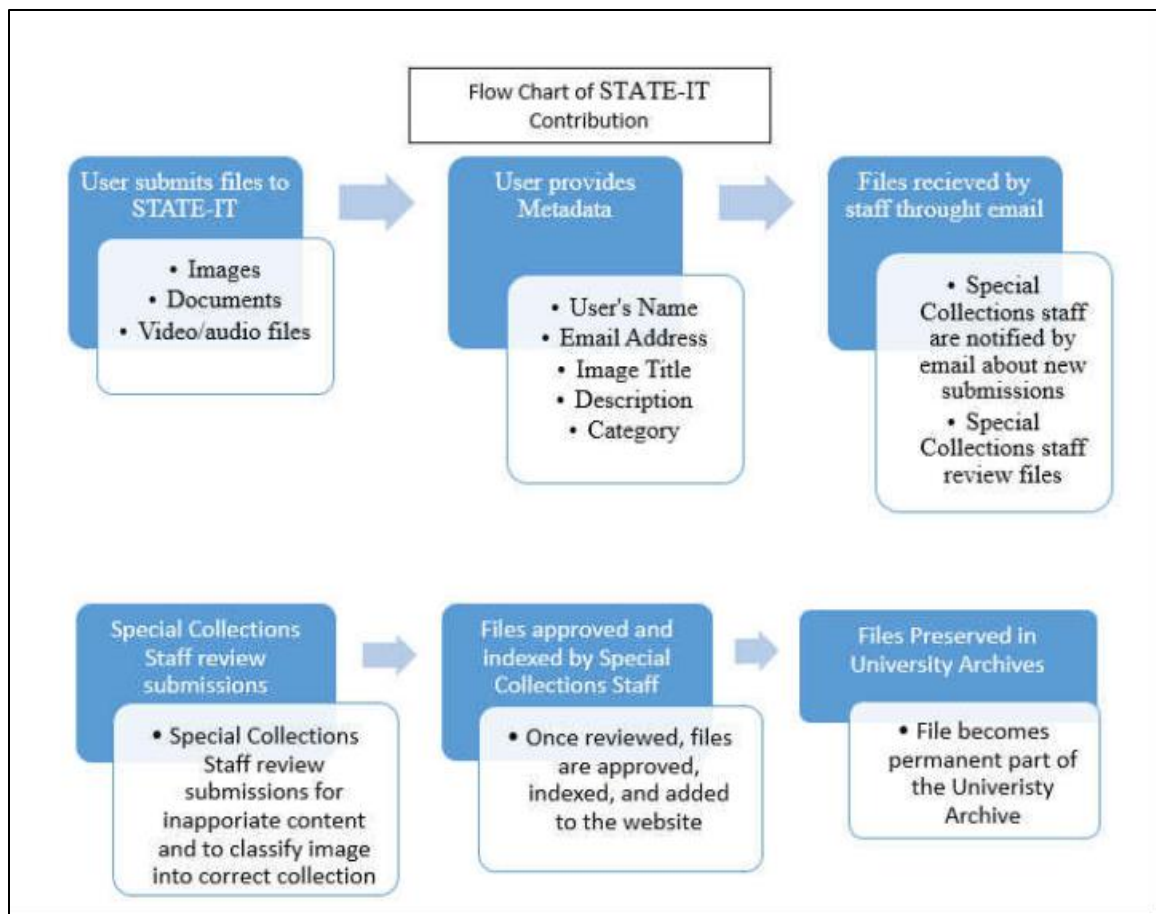 Flow Chart of STATE-IT
Contribution
User submits files to
STATE-IT
• Images
• Documents
• Video/audio files
User provides
Metadata
• User's Name
• Email Address
• Image Title
• Description
• Category
Files recieved by
staff throught email
• Special
Collections staff
are notified by
email about new
submissions
• Special
Collections staff
review files
Special Collections
Staff review
submissions
• Special Collections
Staff review
submissions for
inapporiate content
and to classify image
into correct collection
Files approved and
indexed by Special
Collections Staff
• Once reviewed, files
are approved,
indexed, and added
to the website
Files Preserved in
University Archives
• File becomes
permanent part of
the Univeristy
Archive